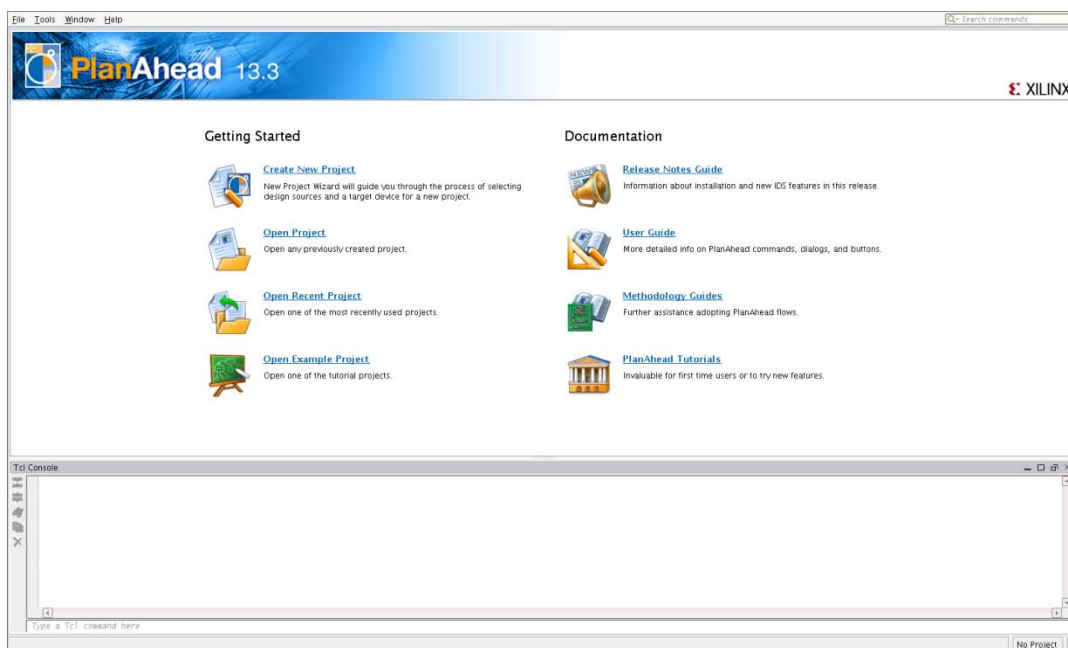 File Tools Window Help
Search commands
PlanAhead 13.3
XILINX
Getting Started
Create New Project
New Project Wizard will guide you through the process of selecting
design sources and a target device for a new project.
Open Project
Open any previously created project.
Open Recent Project
Open one of the most recently used projects.
Open Example Project
Open one of the tutorial projects.
Documentation
Release Notes Guide
Information about installation and new IDS features in this release.
User Guide
More detailed info on PlanAhead commands, dialogs, and buttons.
Methodology Guides
Further assistance adopting PlanAhead flows.
PlanAhead Tutorials
Invaluable for first time users or to try new features.
Tcl Console
Type a Tcl command here
No Project